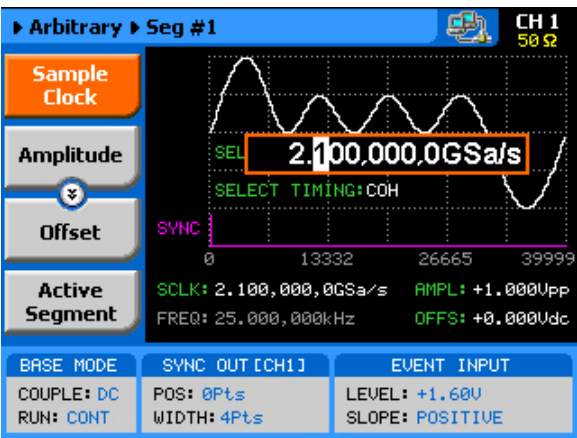 Arbitrary Seg #1
CH 1
50 Ω
Sample
Clock
Amplitude
Offset
Active
Segment
SEL
2.100,000,0GSa/s
SELECT TIMING:COH
SYNC
0 13332 26665 39999
SCLK: 2.100,000,0GSa/s AMPL: +1.000Vpp
FREQ: 25.000,000kHz OFFS: +0.000Vdc
BASE MODE
COUPLE: DC
RUN: CONT
SYNC OUT [CH1]
POS: 0Pts
WIDTH: 4Pts
EVENT INPUT
LEVEL: +1.60V
SLOPE: POSITIVE